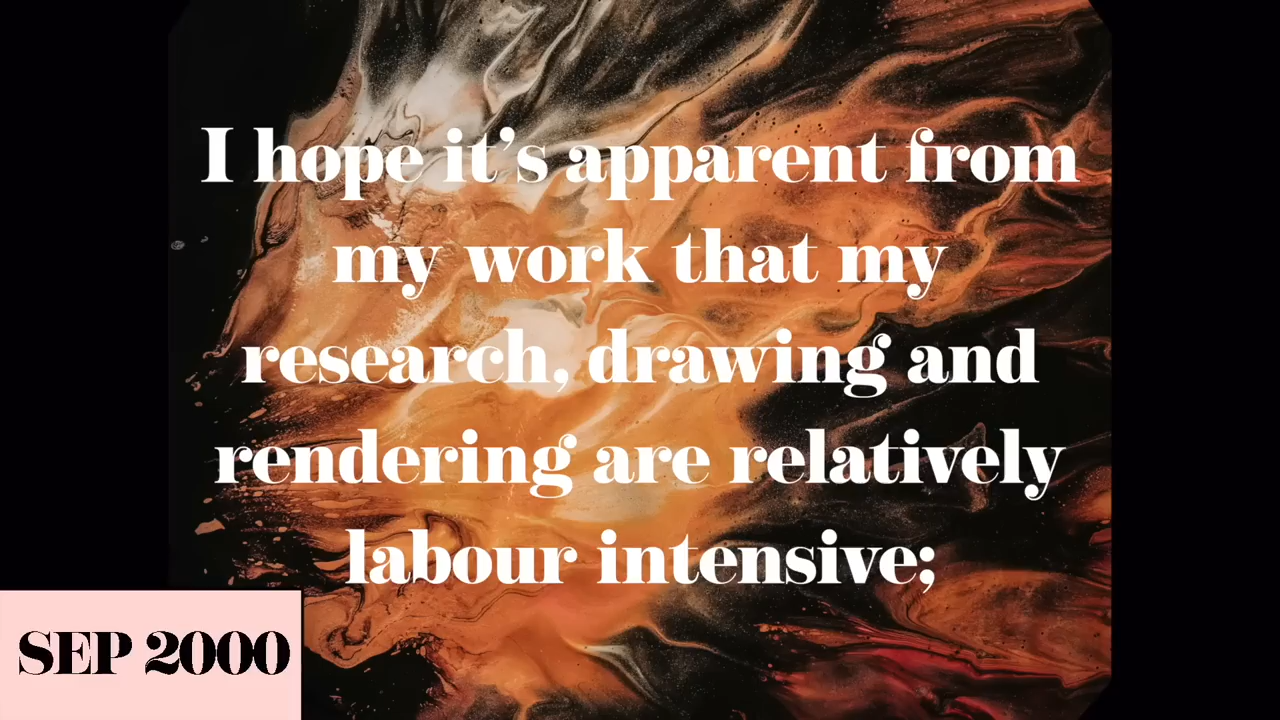 I hope it’s apparent from
my work that my
research, drawing and
rendering are relatively
labour intensive;
SEP 2000